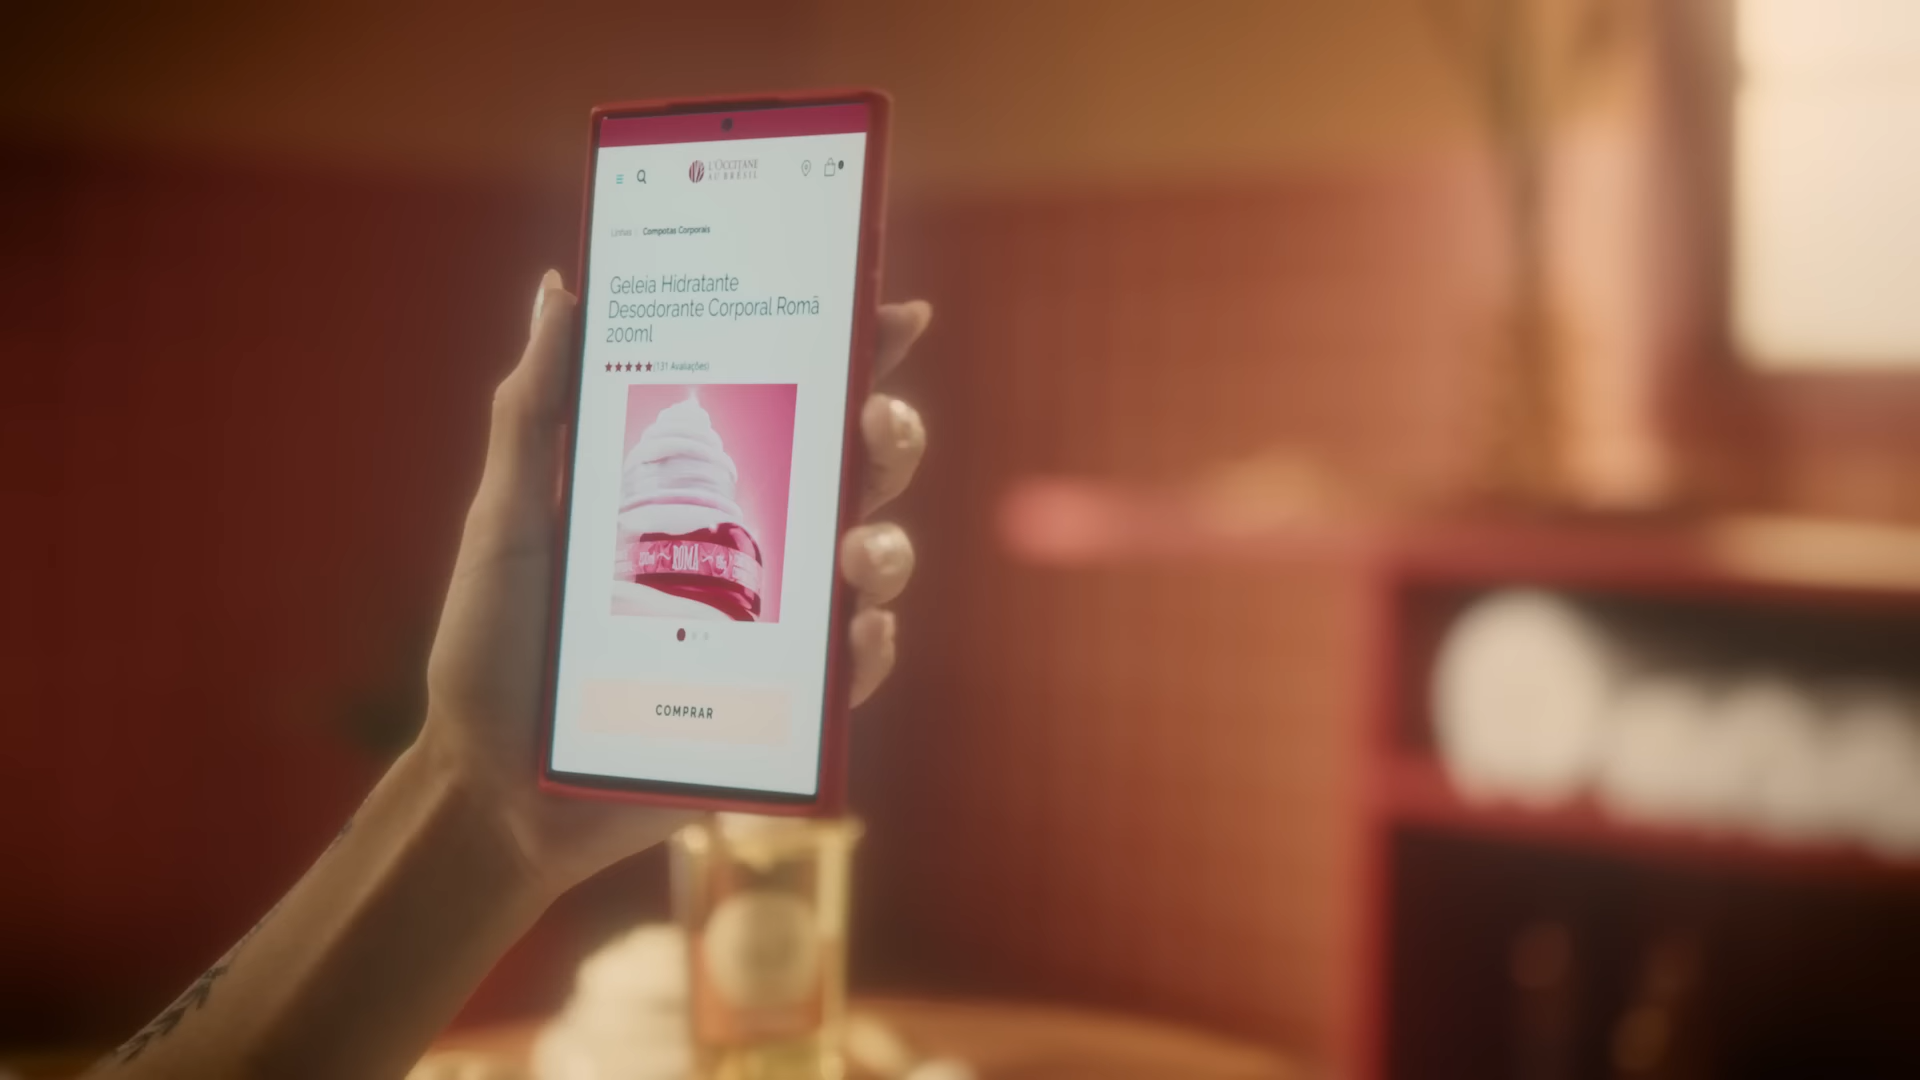 L'OCCITANE
AU BRÉSIL
Linhas | Compotas Corporais
Geleia Hidratante
Desodorante Corporal Romã
200ml
(131 Avaliações)
ROMÃ
COMPRAR